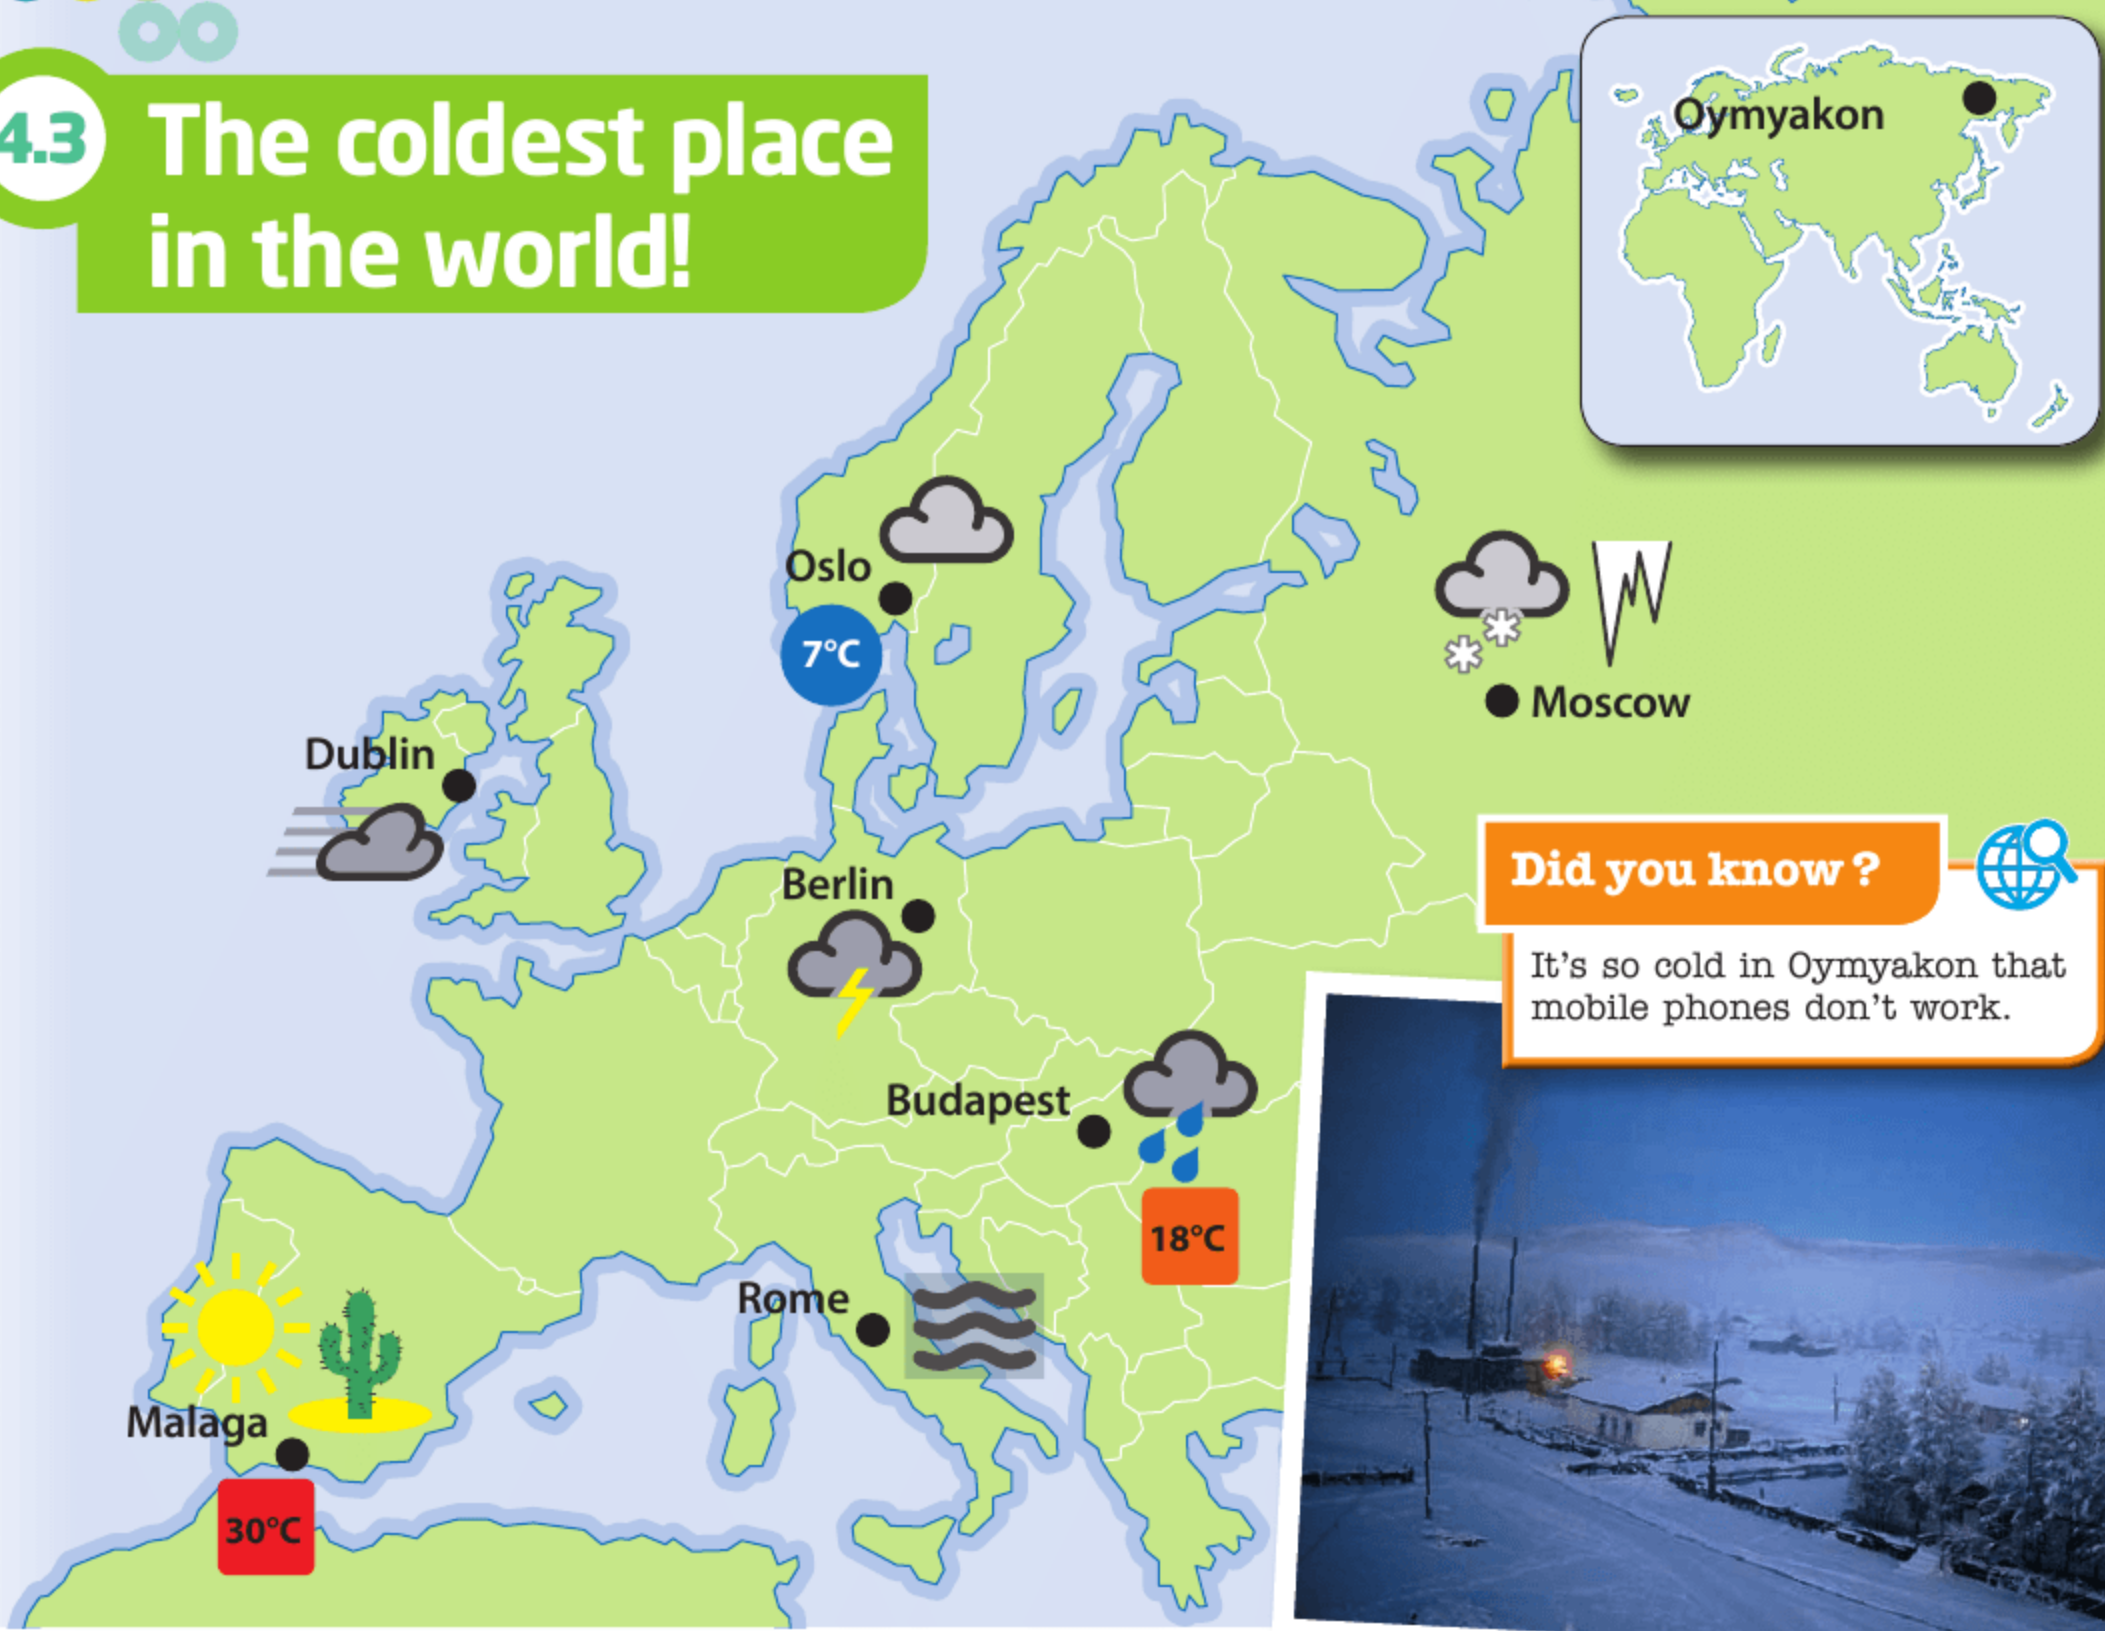 4.3
The coldest place
in the world!
Oymyakon
Oslo
7°C
Moscow
Dublin
Did you know?
It's so cold in Oymyakon that
mobile phones don't work.
Berlin
Budapest
18°C
Rome
Malaga
30°C